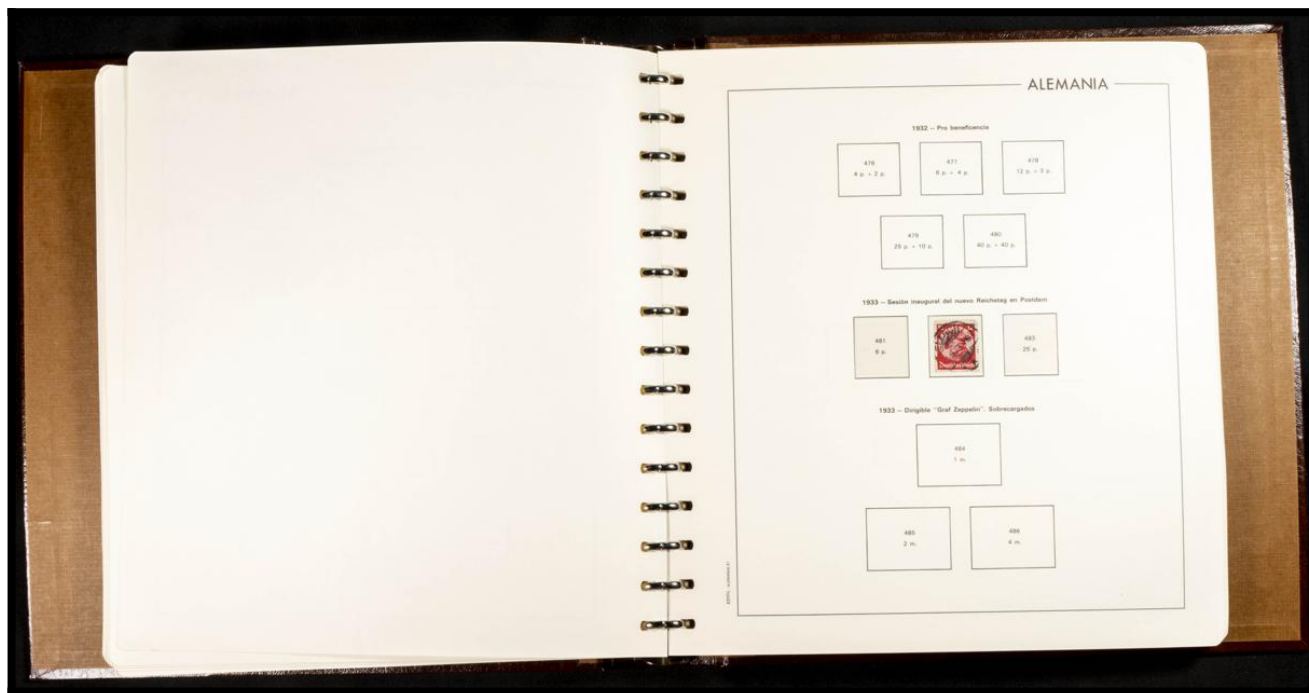 ALEMANIA
1932 – Pro beneficencia
476
4 p. + 2 p.
477
6 p. + 4 p.
478
12 p. + 3 p.
479
25 p. + 10 p.
480
40 p. + 40 p.
1933 – Sesión inaugural del nuevo Reichstag en Postdam
481
6 p.
483
25 p.
1933 – Dirigible "Graf Zeppelin". Sobrecargados
484
1 m.
485
2 m.
486
4 m.